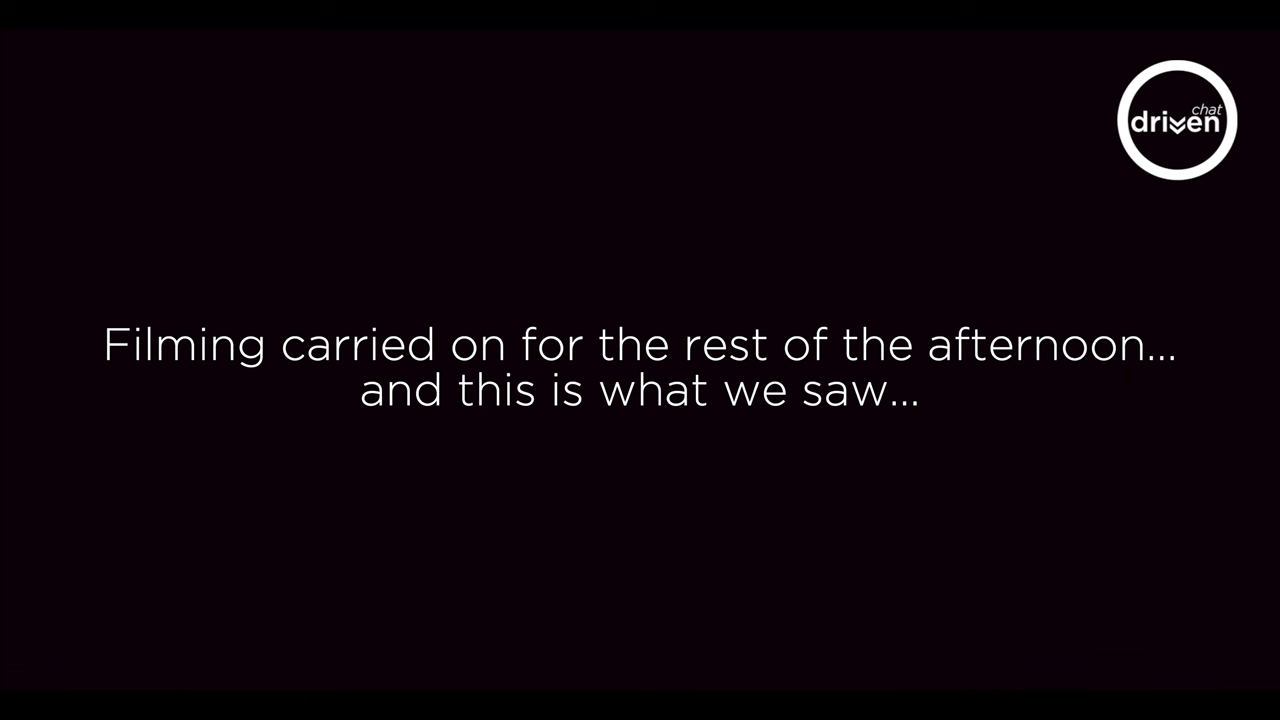 chat
driven
Filming carried on for the rest of the afternoon...
and this is what we saw...